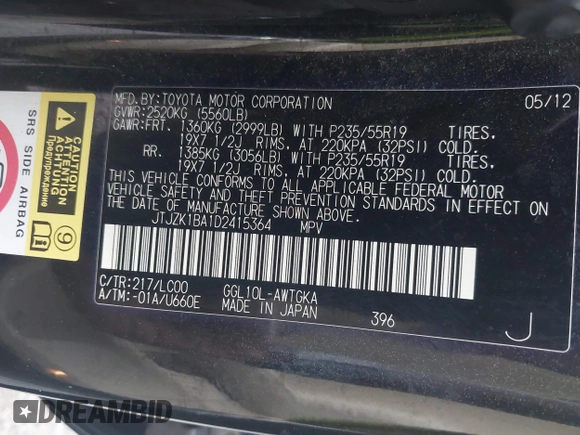 MFD.BY:TOYOTA MOTOR CORPORATION 05/12
GVWR:2520KG (5560LB)
GAWR:FRT. 1360KG (2999LB) WITH P235/55R19 TIRES,
19X7 1/2J RIMS, AT 220KPA (32PSI) COLD.
RR. 1385KG (3056LB) WITH P235/55R19 TIRES,
19X7 1/2J RIMS, AT 220KPA (32PSI) COLD.
THIS VEHICLE CONFORMS TO ALL APPLICABLE FEDERAL MOTOR
VEHICLE SAFETY AND THEFT PREVENTION STANDARDS IN EFFECT ON
THE DATE OF MANUFACTURE SHOWN ABOVE.
JTJZK1BA1D2415364 MPV
C/TR:217/LC00 GGL10L-AWTGKA
A/TM:-01A/U660E MADE IN JAPAN 396 J
SRS SIDE AIRBAG
CAUTION
ATTENTION
ACHTUNG
Предупреждение
9
DREAMBID